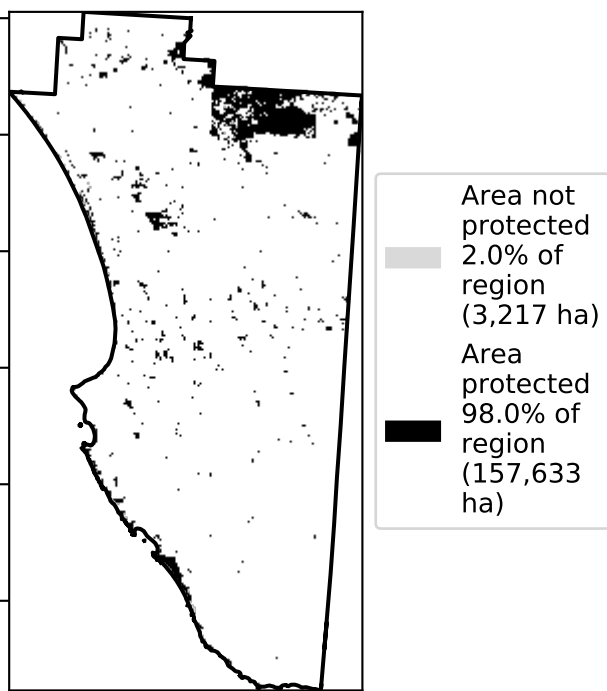 Area not
protected
2.0% of
region
(3,217 ha)
Area
protected
98.0% of
region
(157,633
ha)